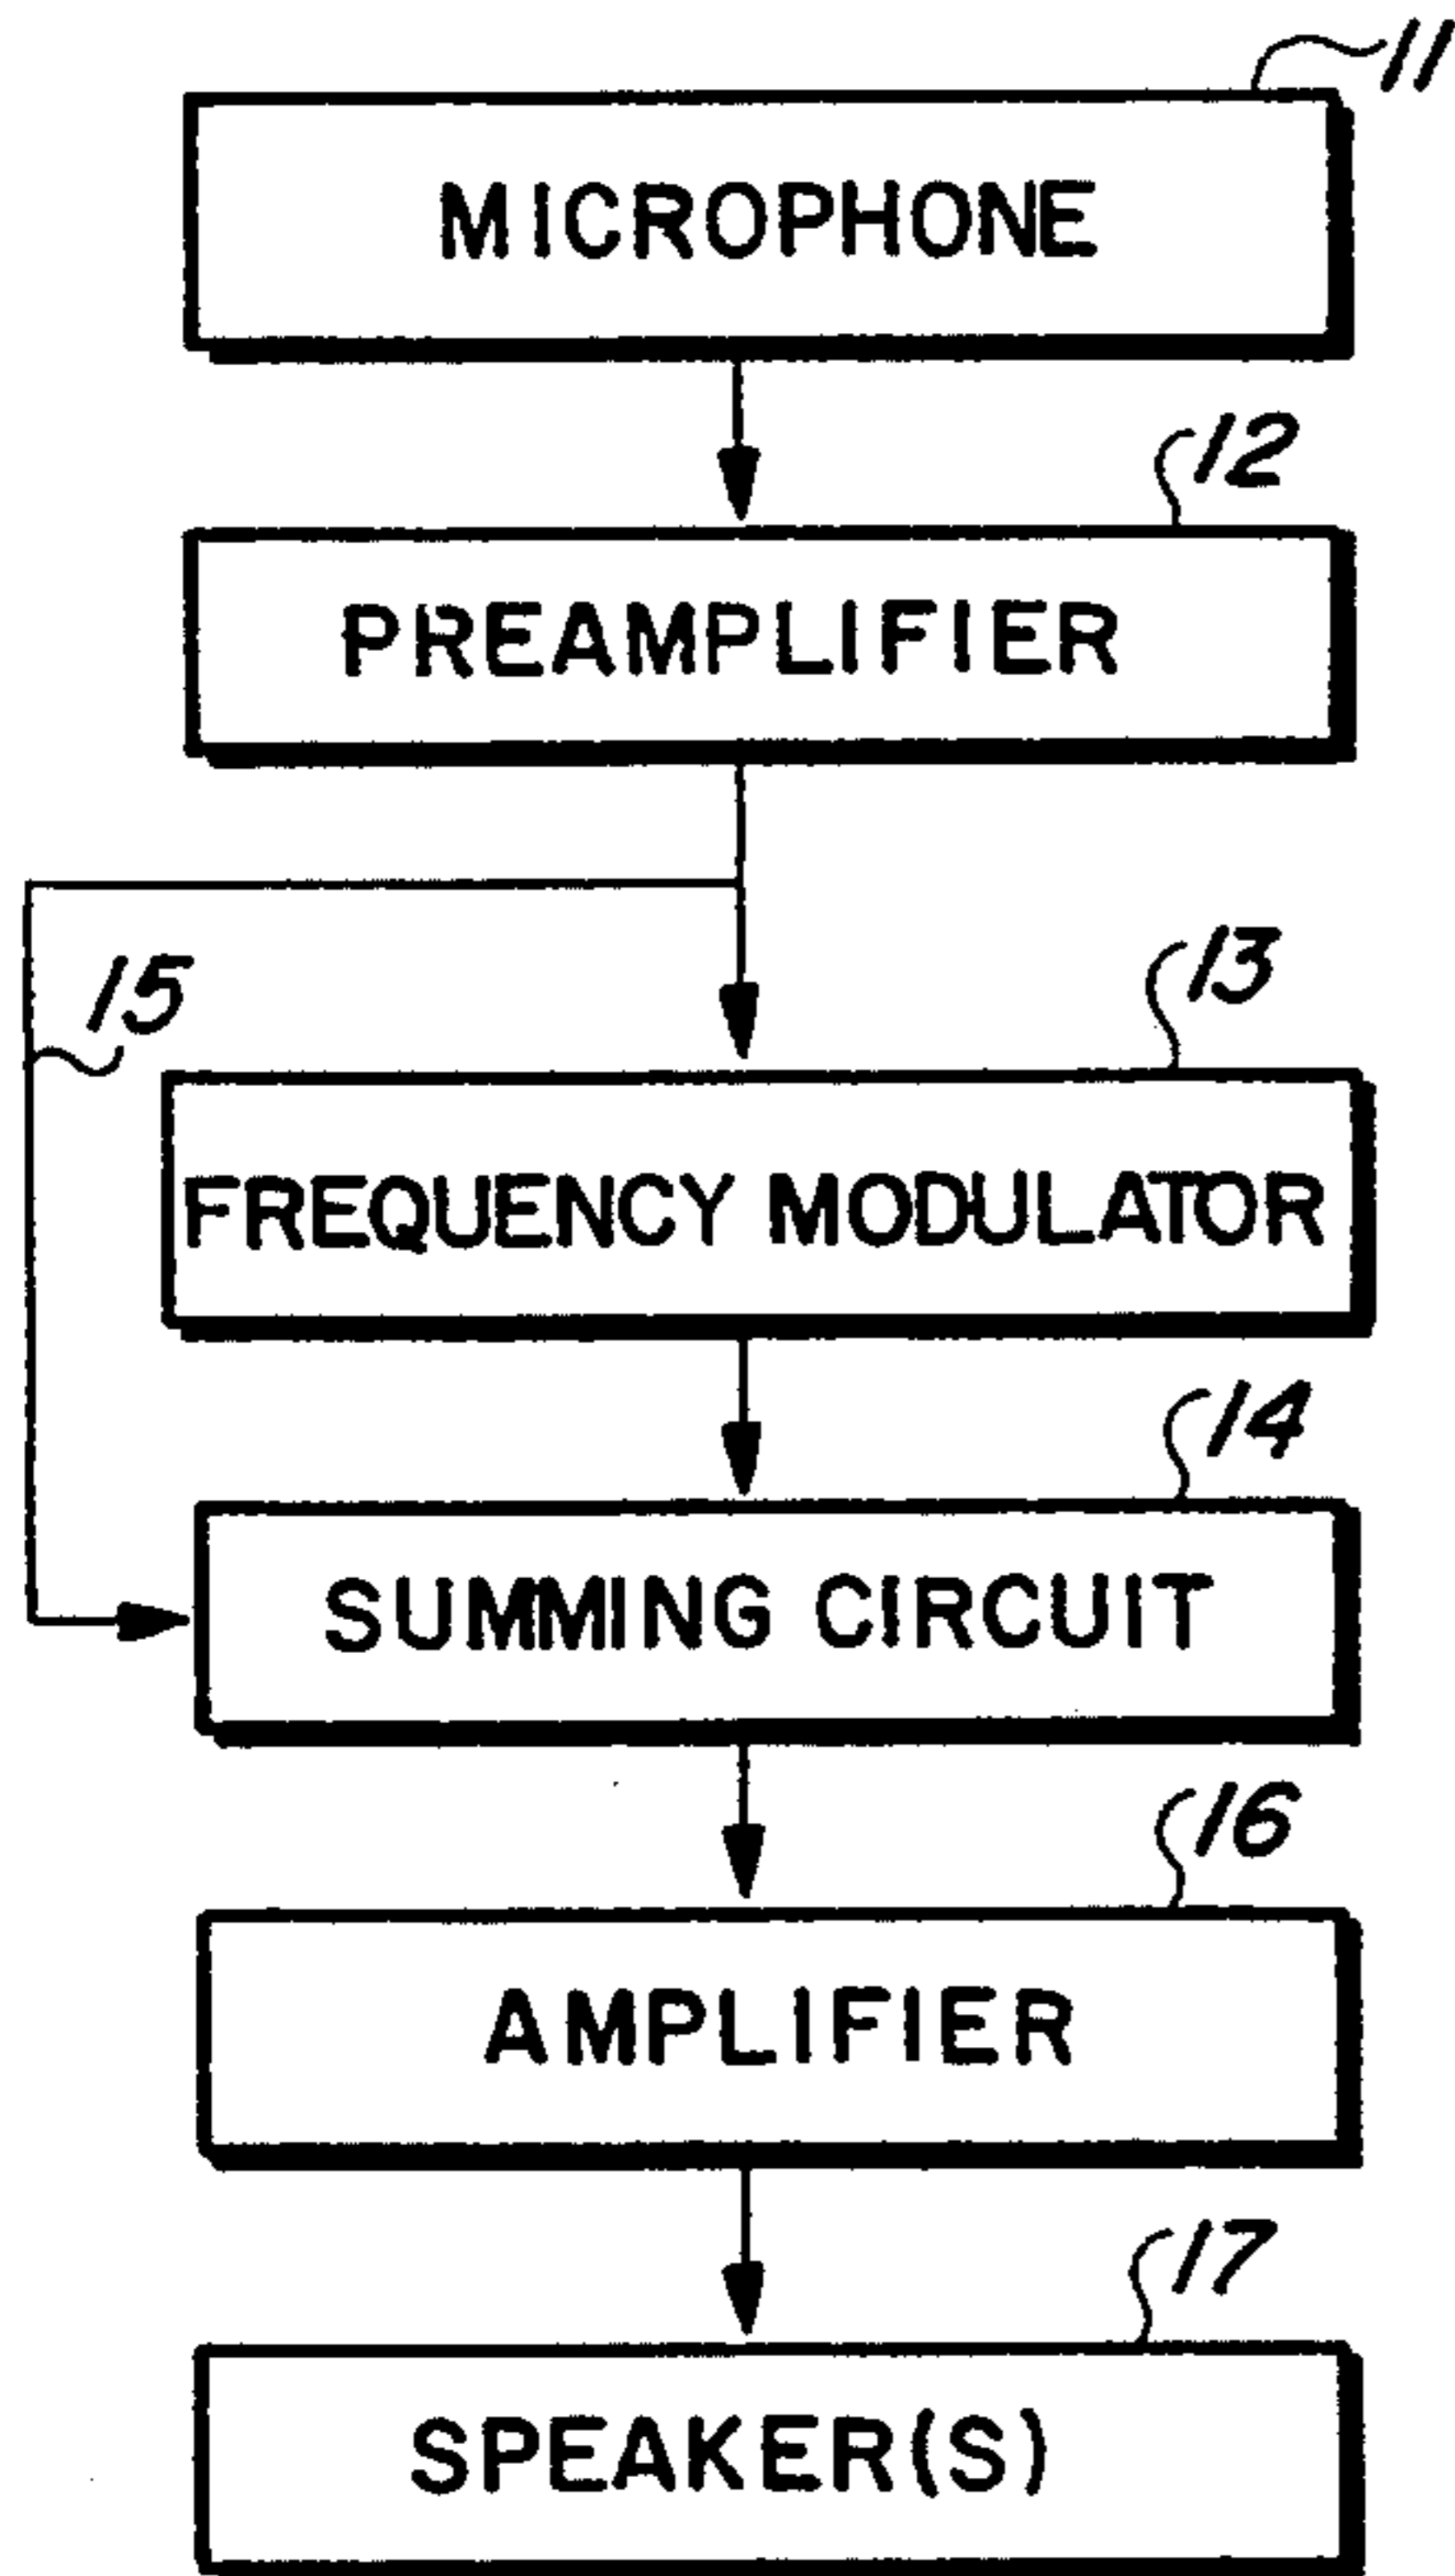 11
MICROPHONE
12
PREAMPLIFIER
15
13
FREQUENCY MODULATOR
14
SUMMING CIRCUIT
16
AMPLIFIER
17
SPEAKER(S)